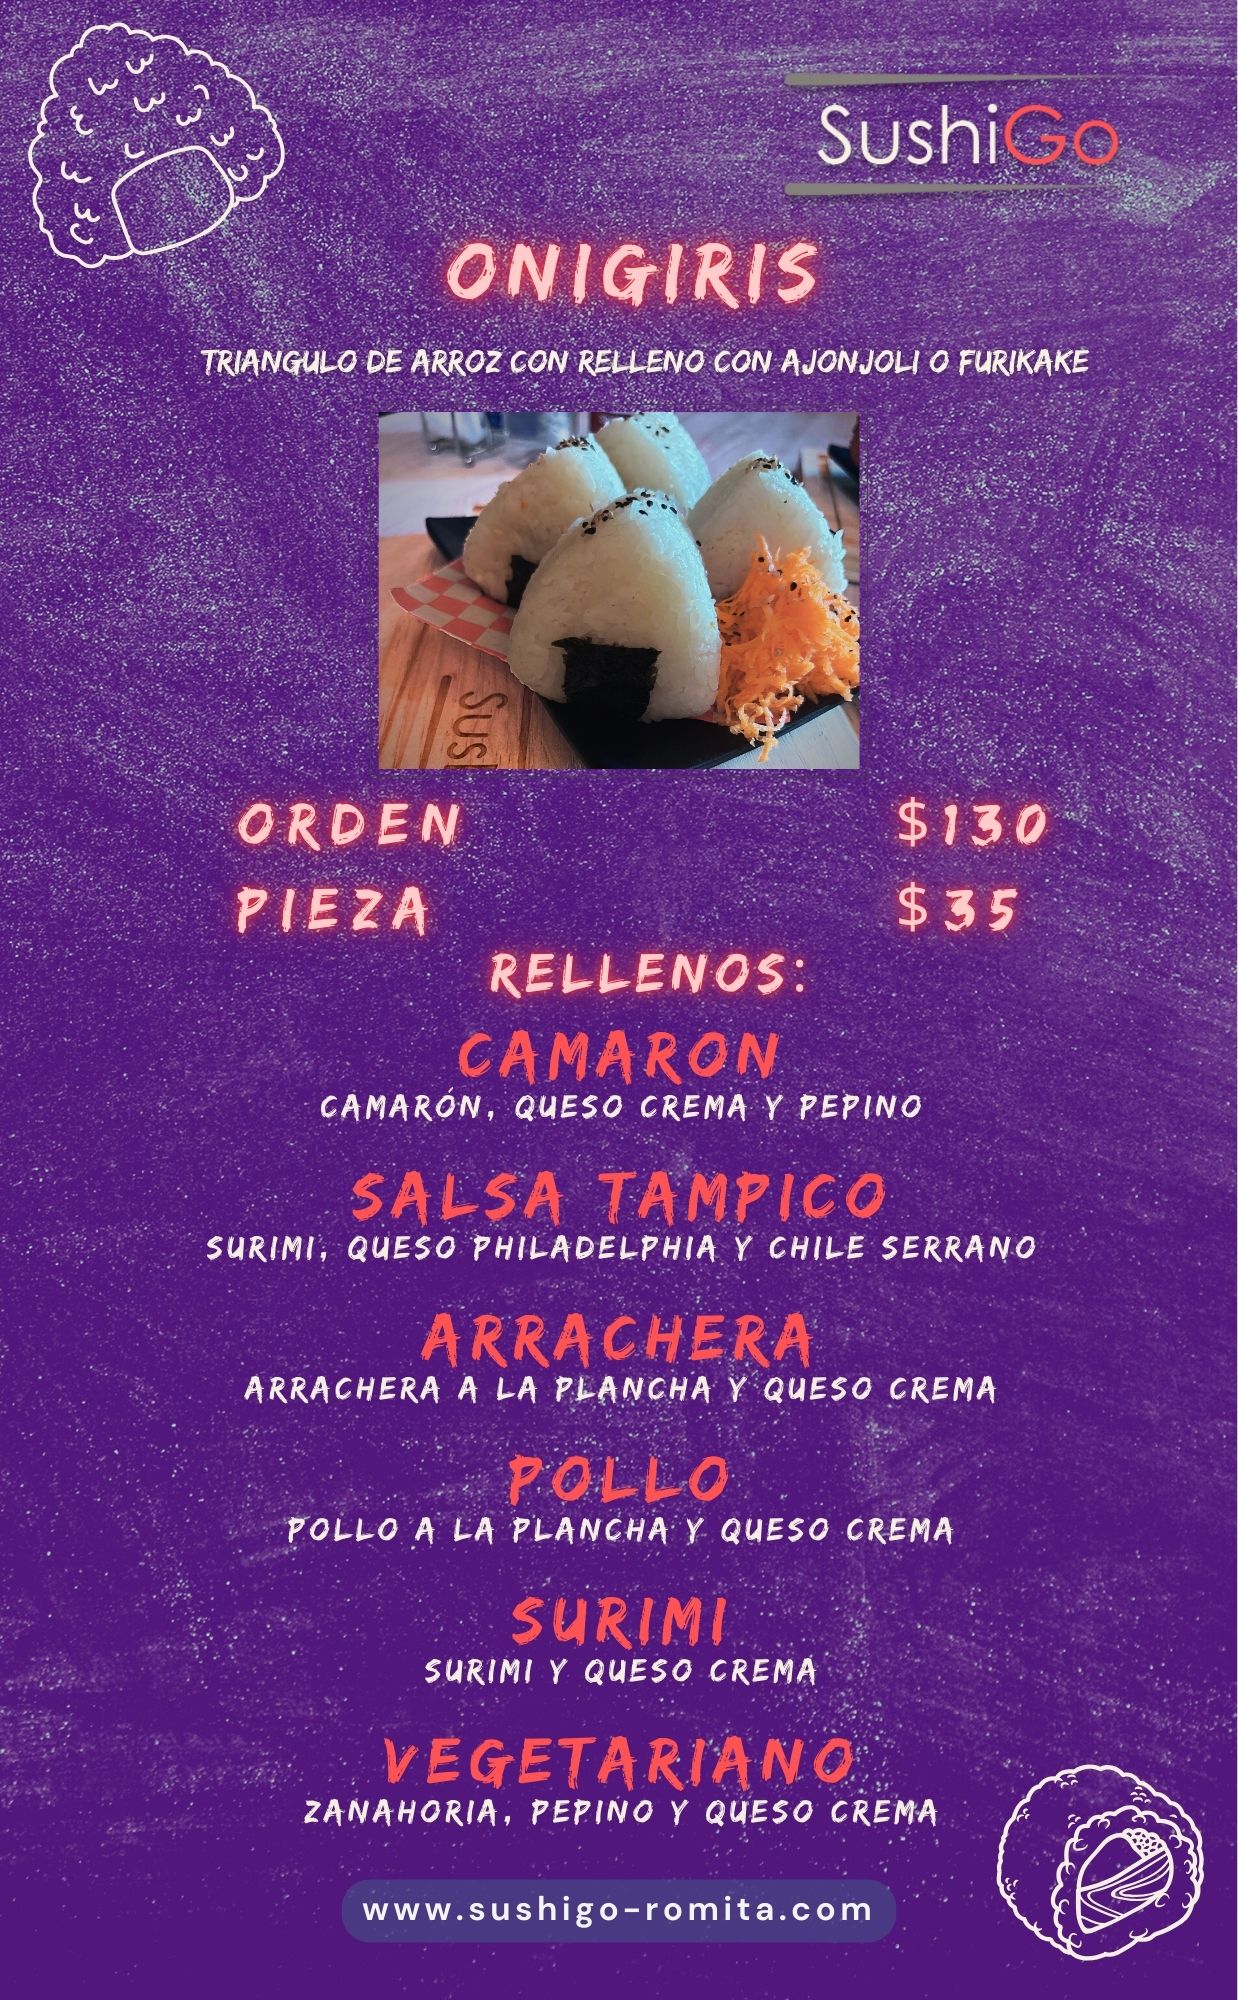 SushiGo
ONIGIRIS
TRIANGULO DE ARROZ CON RELLENO CON AJONJOLI O FURIKAKE
ORDEN $130
PIEZA $35
RELLENOS:
CAMARON
CAMARÓN, QUESO CREMA Y PEPINO
SALSA TAMPICO
SURIMI, QUESO PHILADELPHIA Y CHILE SERRANO
ARRACHERA
ARRACHERA A LA PLANCHA Y QUESO CREMA
POLLO
POLLO A LA PLANCHA Y QUESO CREMA
SURIMI
SURIMI Y QUESO CREMA
VEGETARIANO
ZANAHORIA, PEPINO Y QUESO CREMA
www.sushigo-romita.com